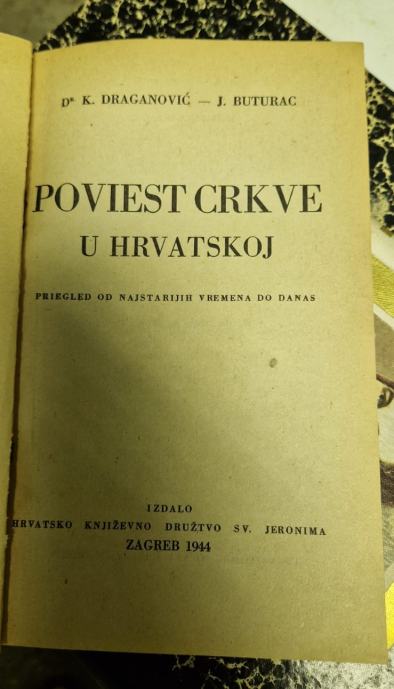 Dr K. DRAGANOVIĆ — J. BUTURAC
POVIEST CRKVE
U HRVATSKOJ
PRIEGLED OD NAJSTARIJIH VREMENA DO DANAS
IZDALO
HRVATSKO KNJIŽEVNO DRUŽTVO SV. JERONIMA
ZAGREB 1944